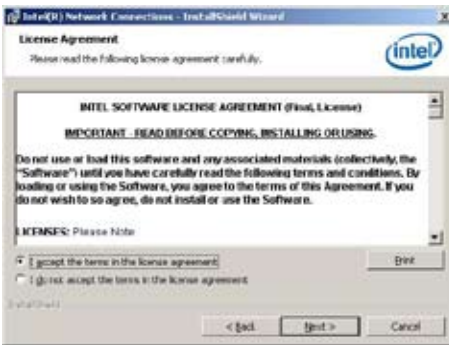 Intel(R) Network Connections - InstallShield Wizard
License Agreement
Please read the following license agreement carefully.
intel
INTEL SOFTWARE LICENSE AGREEMENT (Final, License)
IMPORTANT - READ BEFORE COPYING, INSTALLING OR USING.
Do not use or load this software and any associated materials (collectively, the
"Software") until you have carefully read the following terms and conditions. By
loading or using the Software, you agree to the terms of this Agreement. If you
do not wish to so agree, do not install or use the Software.
LICENSES: Please Note
I accept the terms in the license agreement
Print
I do not accept the terms in the license agreement
InstallShield
< Back
Next >
Cancel